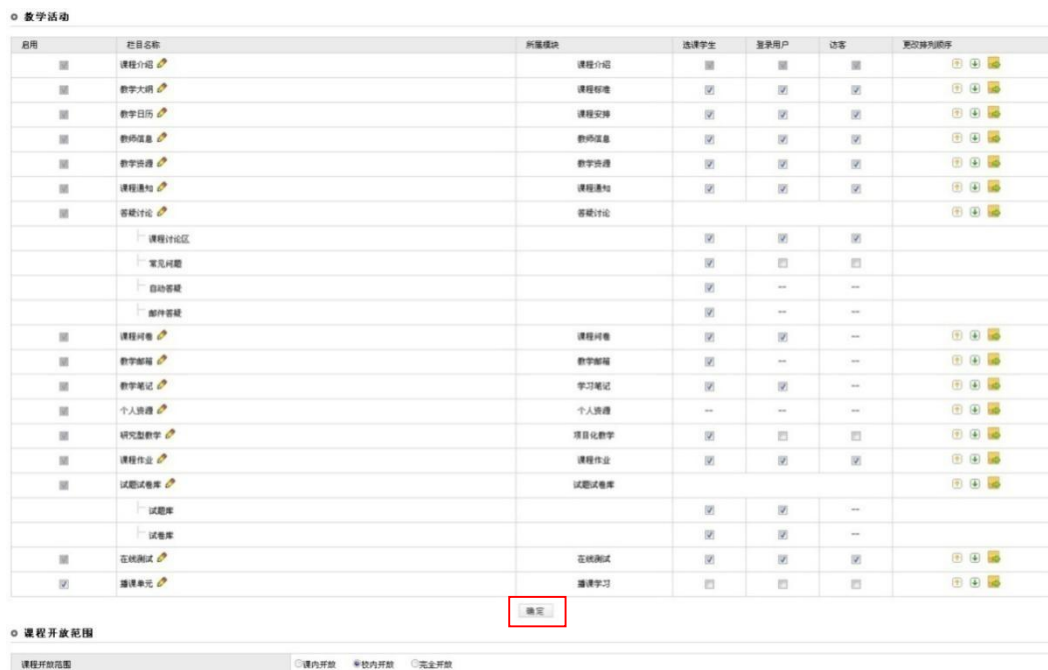 教学活动
启用 栏目名称 所属模块 选课学生 登录用户 访客 更改排列顺序
课程介绍 课程介绍
教学大纲 课程标准
教学日历 课程安排
教师信息 教师信息
教学资源 教学资源
课程通知 课程通知
答疑讨论 答疑讨论
课程讨论区
常见问题
自动答疑 -- --
邮件答疑 -- --
课程问卷 课程问卷 --
教学邮箱 教学邮箱 -- --
教学笔记 学习笔记 --
个人资源 个人资源 -- -- --
研究型教学 项目化教学
课程作业 课程作业
试题试卷库 试题试卷库
试题库 --
试卷库 --
在线测试 在线测试
播课单元 播课学习
确定
课程开放范围
课程开放范围 课内开放 校内开放 完全开放